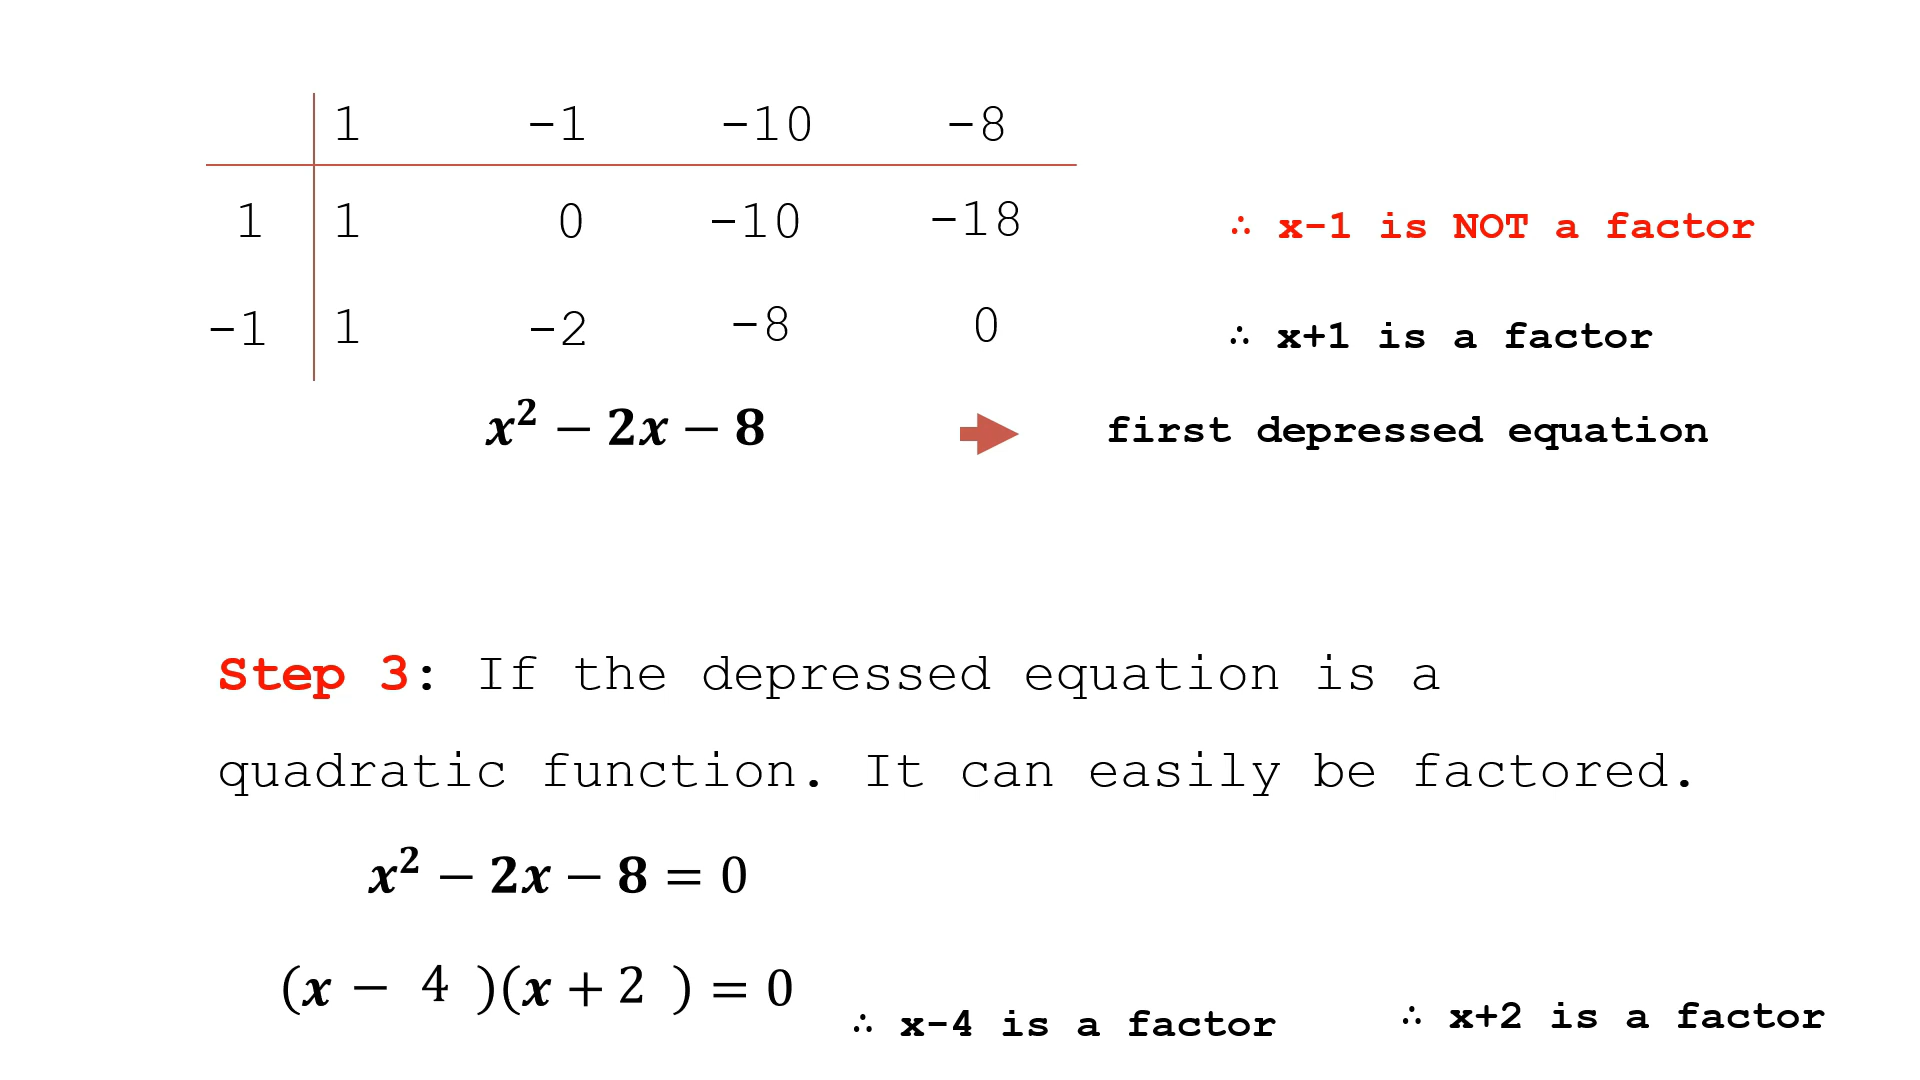 1 -1 -10 -8
1 1 0 -10 -18 ∴ x-1 is NOT a factor
-1 1 -2 -8 0 ∴ x+1 is a factor
x² − 2x − 8 first depressed equation
Step 3: If the depressed equation is a
quadratic function. It can easily be factored.
x² − 2x − 8 = 0
(x − 4 )(x + 2 ) = 0
∴ x-4 is a factor ∴ x+2 is a factor